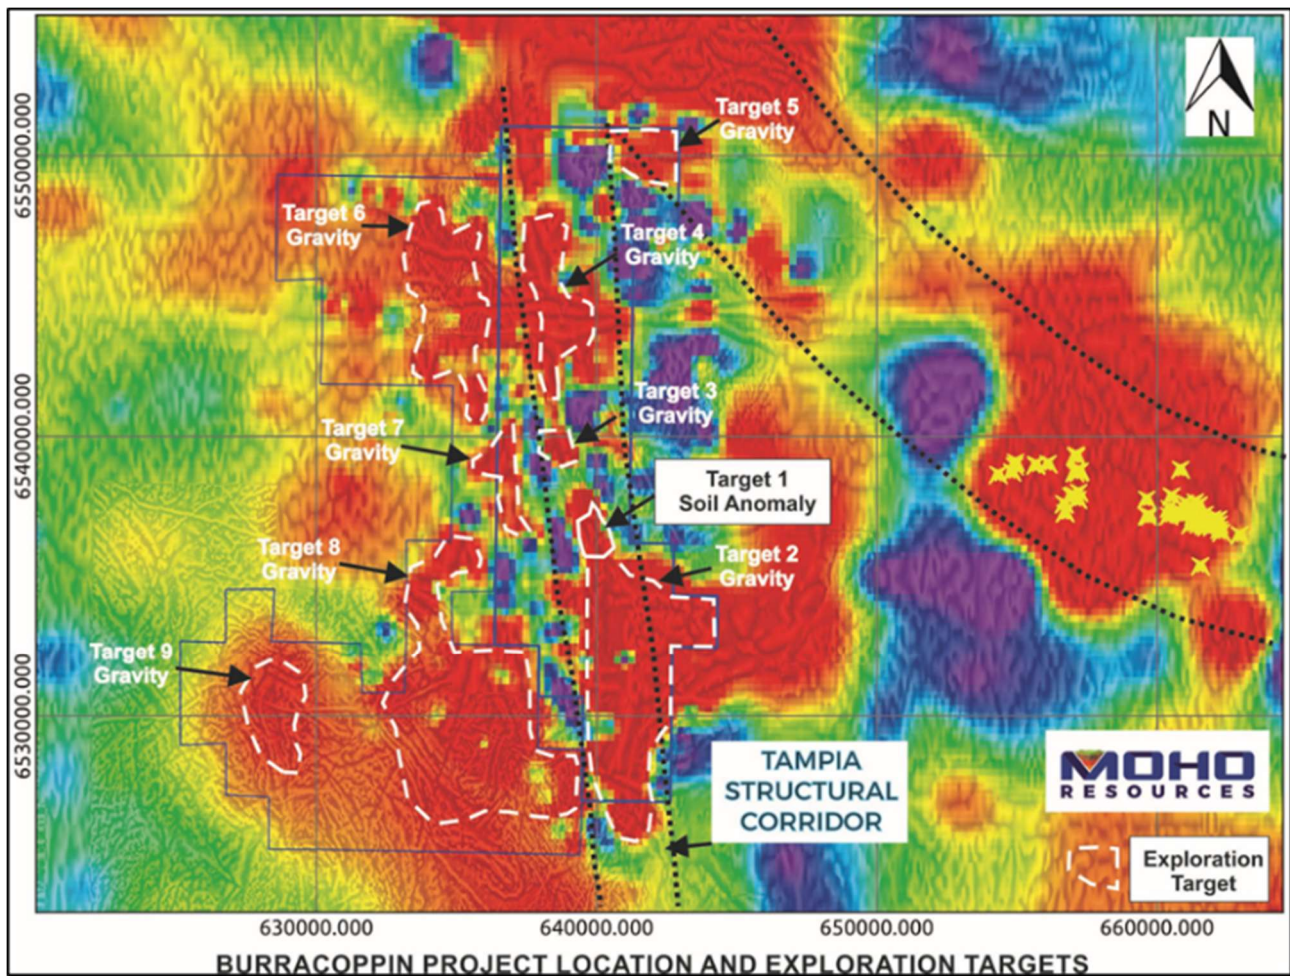 N
Target 5
Gravity
6550000.000
Target 6
Gravity
Target 4
Gravity
Target 3
Gravity
6540000.000
Target 7
Gravity
Target 1
Soil Anomaly
Target 8
Gravity
Target 2
Gravity
Target 9
Gravity
6530000.000
TAMPIA
STRUCTURAL
CORRIDOR
MOHO
RESOURCES
Exploration
Target
630000.000
640000.000
650000.000
660000.000
BURRACOPPIN PROJECT LOCATION AND EXPLORATION TARGETS